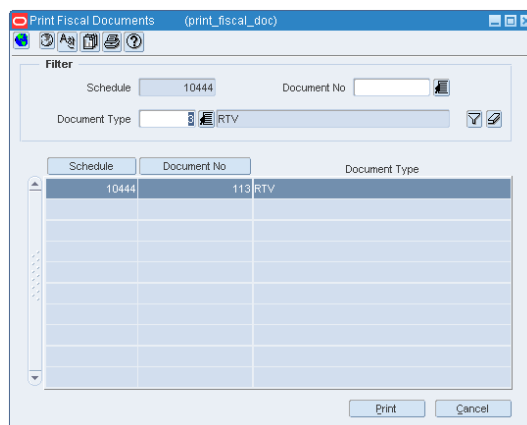 Print Fiscal Documents (print_fiscal_doc)
Filter
Schedule 10444 Document No
Document Type 3 RTV
Schedule Document No Document Type
10444 113 RTV
Print Cancel